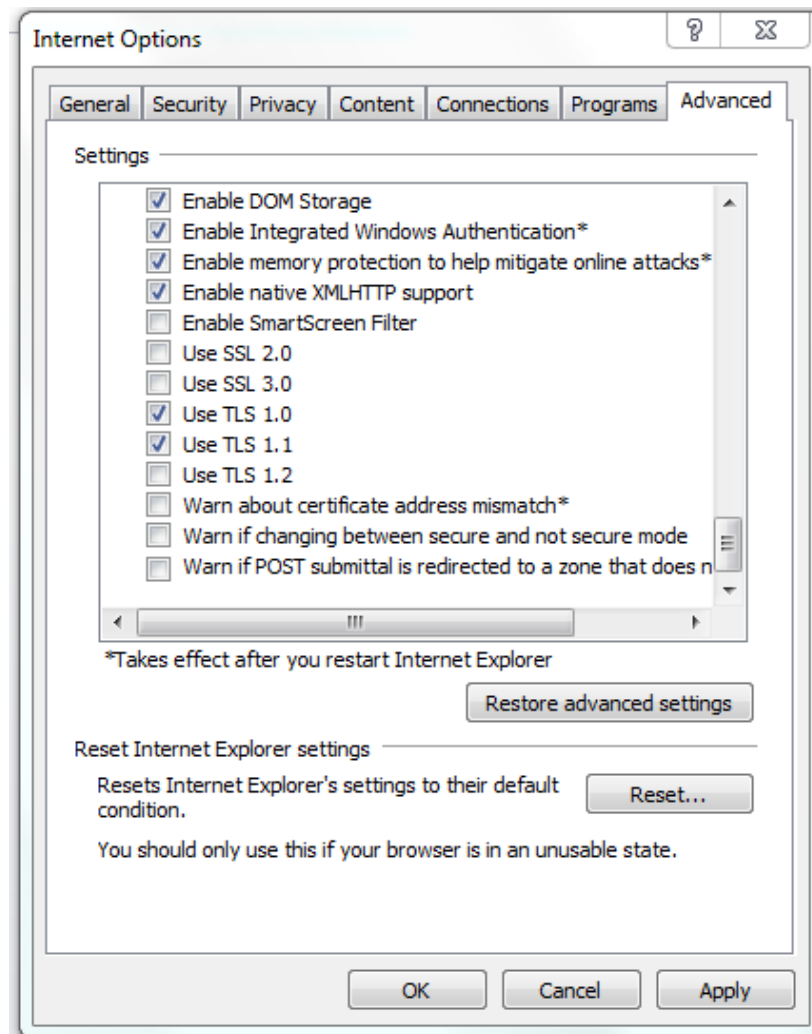 Internet Options
General Security Privacy Content Connections Programs Advanced
Settings
Enable DOM Storage
Enable Integrated Windows Authentication*
Enable memory protection to help mitigate online attacks*
Enable native XMLHTTP support
Enable SmartScreen Filter
Use SSL 2.0
Use SSL 3.0
Use TLS 1.0
Use TLS 1.1
Use TLS 1.2
Warn about certificate address mismatch*
Warn if changing between secure and not secure mode
Warn if POST submittal is redirected to a zone that does n
*Takes effect after you restart Internet Explorer
Restore advanced settings
Reset Internet Explorer settings
Resets Internet Explorer's settings to their default
condition.
Reset...
You should only use this if your browser is in an unusable state.
OK Cancel Apply